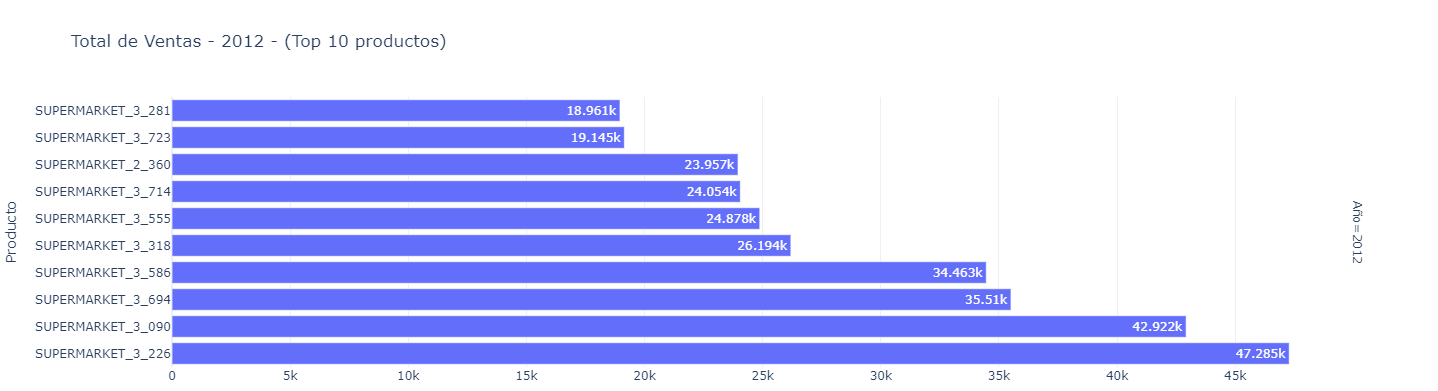 Total de Ventas - 2012 - (Top 10 productos)
Producto
SUPERMARKET_3_281 18.961k
SUPERMARKET_3_723 19.145k
SUPERMARKET_2_360 23.957k
SUPERMARKET_3_714 24.054k
SUPERMARKET_3_555 24.878k
SUPERMARKET_3_318 26.194k
SUPERMARKET_3_586 34.463k
SUPERMARKET_3_694 35.51k
SUPERMARKET_3_090 42.922k
SUPERMARKET_3_226 47.285k
0 5k 10k 15k 20k 25k 30k 35k 40k 45k
Año=2012